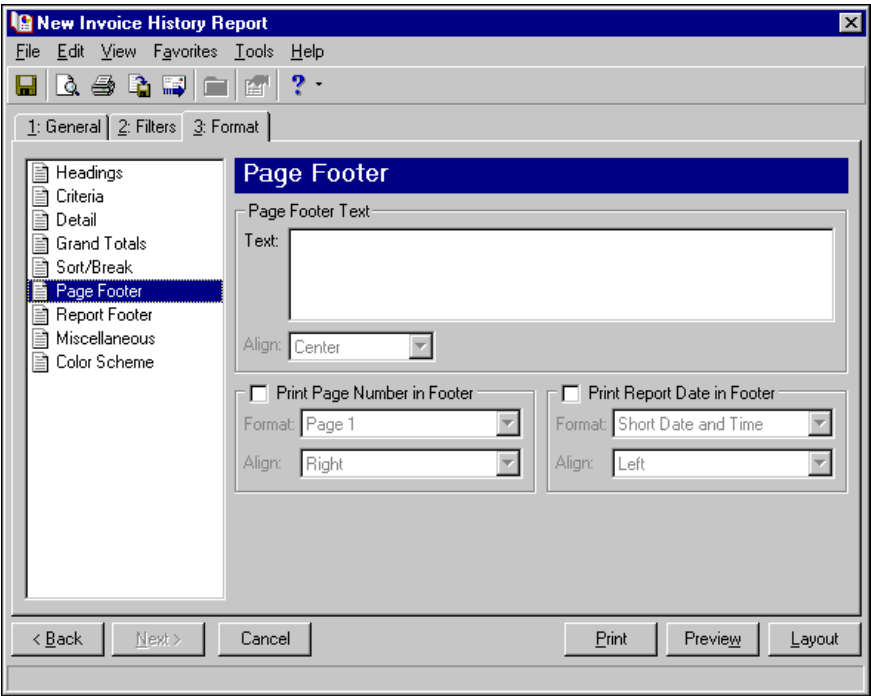 New Invoice History Report
File Edit View Favorites Tools Help
?
1: General 2: Filters 3: Format
Headings
Criteria
Detail
Grand Totals
Sort/Break
Page Footer
Report Footer
Miscellaneous
Color Scheme
Page Footer
Page Footer Text
Text:
Align: Center
Print Page Number in Footer
Format: Page 1
Align: Right
Print Report Date in Footer
Format: Short Date and Time
Align: Left
< Back Next > Cancel Print Preview Layout